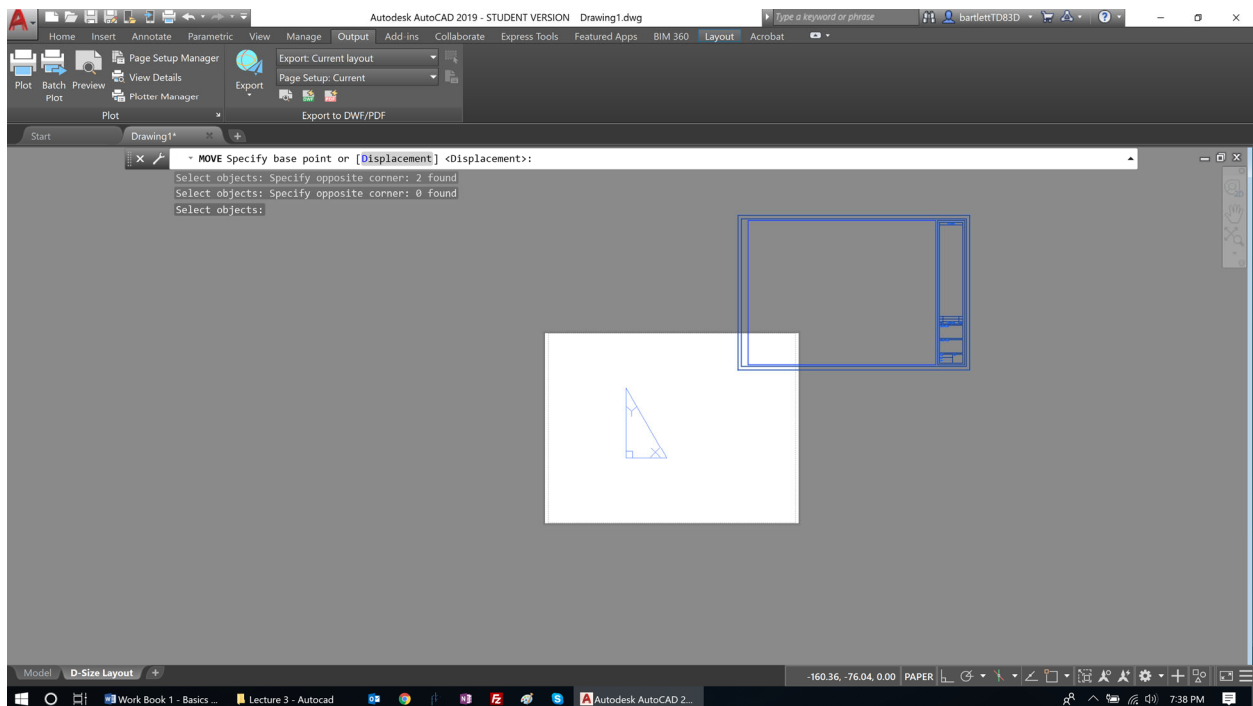 Autodesk AutoCAD 2019 - STUDENT VERSION Drawing1.dwg
Type a keyword or phrase
bartlettTD83D
Home Insert Annotate Parametric View Manage Output Add-ins Collaborate Express Tools Featured Apps BIM 360 Layout Acrobat
Plot
Batch Plot
Preview
Page Setup Manager
View Details
Plotter Manager
Export
Export: Current layout
Page Setup: Current
DWF
PDF
Plot
Export to DWF/PDF
Start
Drawing1*
MOVE Specify base point or [Displacement] <Displacement>:
Select objects: Specify opposite corner: 2 found
Select objects: Specify opposite corner: 0 found
Select objects:
Y
X
Model
D-Size Layout
-160.36, -76.04, 0.00 PAPER
Work Book 1 - Basics ...
Lecture 3 - Autocad
Autodesk AutoCAD 2...
7:38 PM